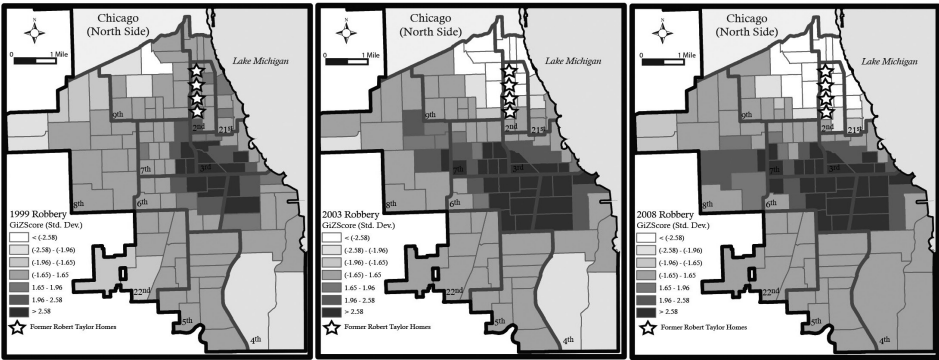 Chicago
(North Side)
N
0 1 Mile
Lake Michigan
9th
2nd
21st
7th
3rd
8th
6th
1999 Robbery
GiZScore (Std. Dev.)
< (-2.58)
(-2.58) - (-1.96)
(-1.96) - (-1.65)
(-1.65) - 1.65
1.65 - 1.96
1.96 - 2.58
> 2.58
Former Robert Taylor Homes
22nd
5th
4th
Chicago
(North Side)
N
0 1 Mile
Lake Michigan
9th
2nd
21st
7th
3rd
8th
6th
2003 Robbery
GiZScore (Std. Dev.)
< (-2.58)
(-2.58) - (-1.96)
(-1.96) - (-1.65)
(-1.65) - 1.65
1.65 - 1.96
1.96 - 2.58
> 2.58
Former Robert Taylor Homes
22nd
5th
4th
Chicago
(North Side)
N
0 1 Mile
Lake Michigan
9th
2nd
21st
7th
3rd
8th
6th
2008 Robbery
GiZScore (Std. Dev.)
< (-2.58)
(-2.58) - (-1.96)
(-1.96) - (-1.65)
(-1.65) - 1.65
1.65 - 1.96
1.96 - 2.58
> 2.58
Former Robert Taylor Homes
22nd
5th
4th